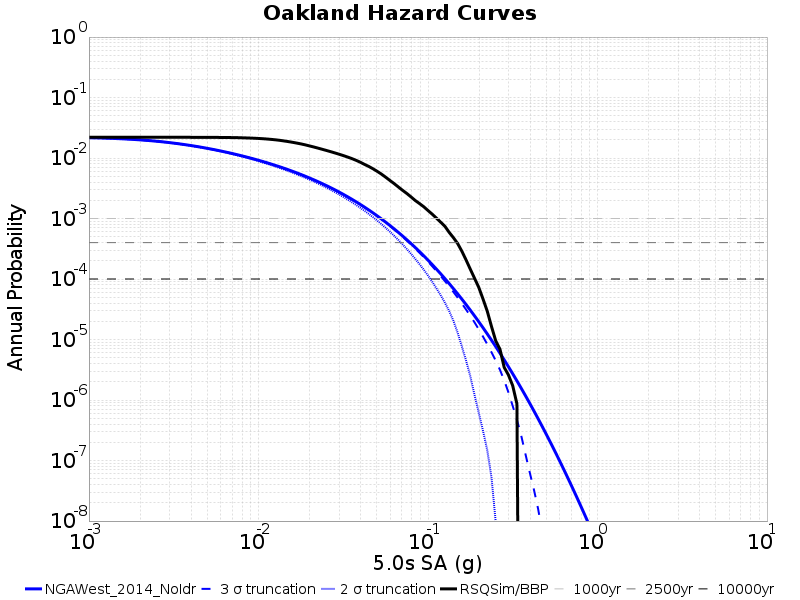 Oakland Hazard Curves
10^0
10^-1
10^-2
10^-3
10^-4
10^-5
10^-6
10^-7
10^-8
Annual Probability
10^-3 10^-2 10^-1 10^0 10^1
5.0s SA (g)
NGAWest_2014_NoIdr 3 σ truncation 2 σ truncation RSQSim/BBP 1000yr 2500yr 10000yr